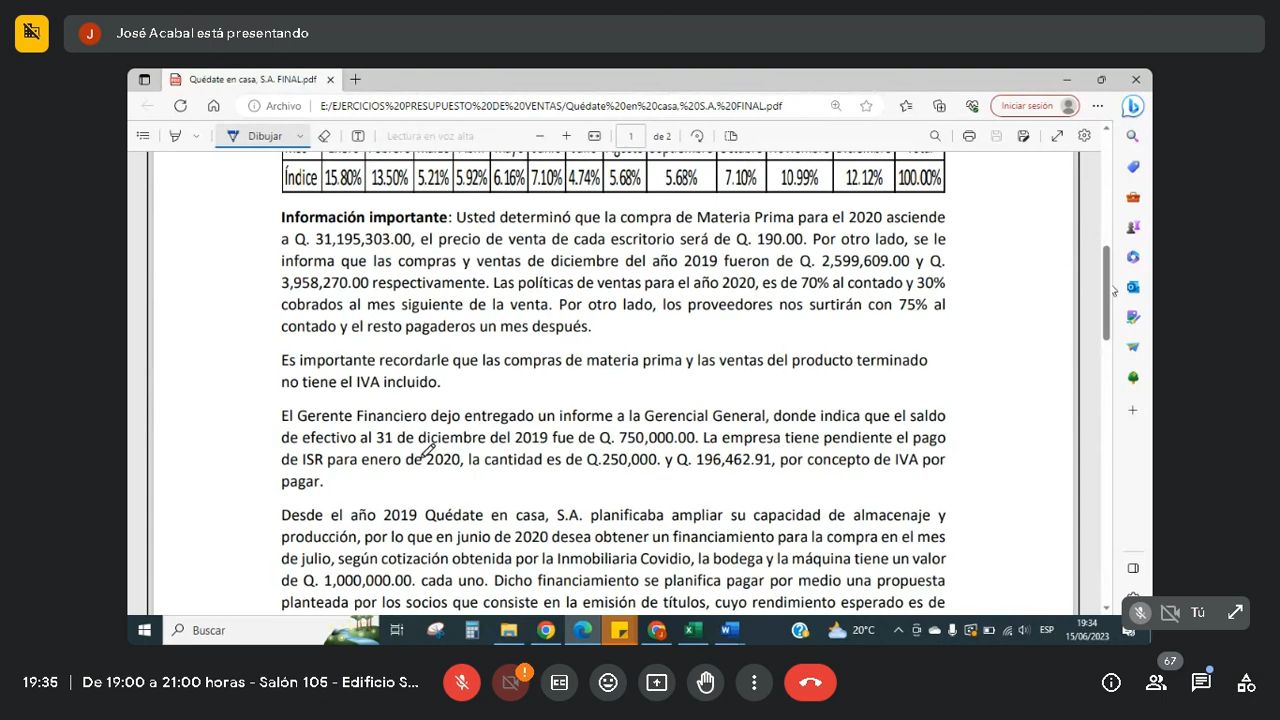 J José Acabal está presentando
Quédate en casa, S.A. FINAL.pdf
Archivo E:/EJERCICIOS%20PRESUPUESTO%20DE%20VENTAS/Quédate%20en%20casa,%20S.A.%20FINAL.pdf Iniciar sesión
Dibujar Lectura en voz alta 1 de 2
Índice 15.80% 13.50% 5.21% 5.92% 6.16% 7.10% 4.74% 5.68% 5.68% 7.10% 10.99% 12.12% 100.00%
Información importante: Usted determinó que la compra de Materia Prima para el 2020 asciende
a Q. 31,195,303.00, el precio de venta de cada escritorio será de Q. 190.00. Por otro lado, se le
informa que las compras y ventas de diciembre del año 2019 fueron de Q. 2,599,609.00 y Q.
3,958,270.00 respectivamente. Las políticas de ventas para el año 2020, es de 70% al contado y 30%
cobrados al mes siguiente de la venta. Por otro lado, los proveedores nos surtirán con 75% al
contado y el resto pagaderos un mes después.
Es importante recordarle que las compras de materia prima y las ventas del producto terminado
no tiene el IVA incluido.
El Gerente Financiero dejo entregado un informe a la Gerencial General, donde indica que el saldo
de efectivo al 31 de diciembre del 2019 fue de Q. 750,000.00. La empresa tiene pendiente el pago
de ISR para enero de 2020, la cantidad es de Q.250,000. y Q. 196,462.91, por concepto de IVA por
pagar.
Desde el año 2019 Quédate en casa, S.A. planificaba ampliar su capacidad de almacenaje y
producción, por lo que en junio de 2020 desea obtener un financiamiento para la compra en el mes
de julio, según cotización obtenida por la Inmobiliaria Covidio, la bodega y la máquina tiene un valor
de Q. 1,000,000.00. cada uno. Dicho financiamiento se planifica pagar por medio una propuesta
planteada por los socios que consiste en la emisión de títulos, cuyo rendimiento esperado es de
Tú
Buscar 20°C ESP 19:34
15/06/2023
19:35 | De 19:00 a 21:00 horas - Salón 105 - Edificio S... 67